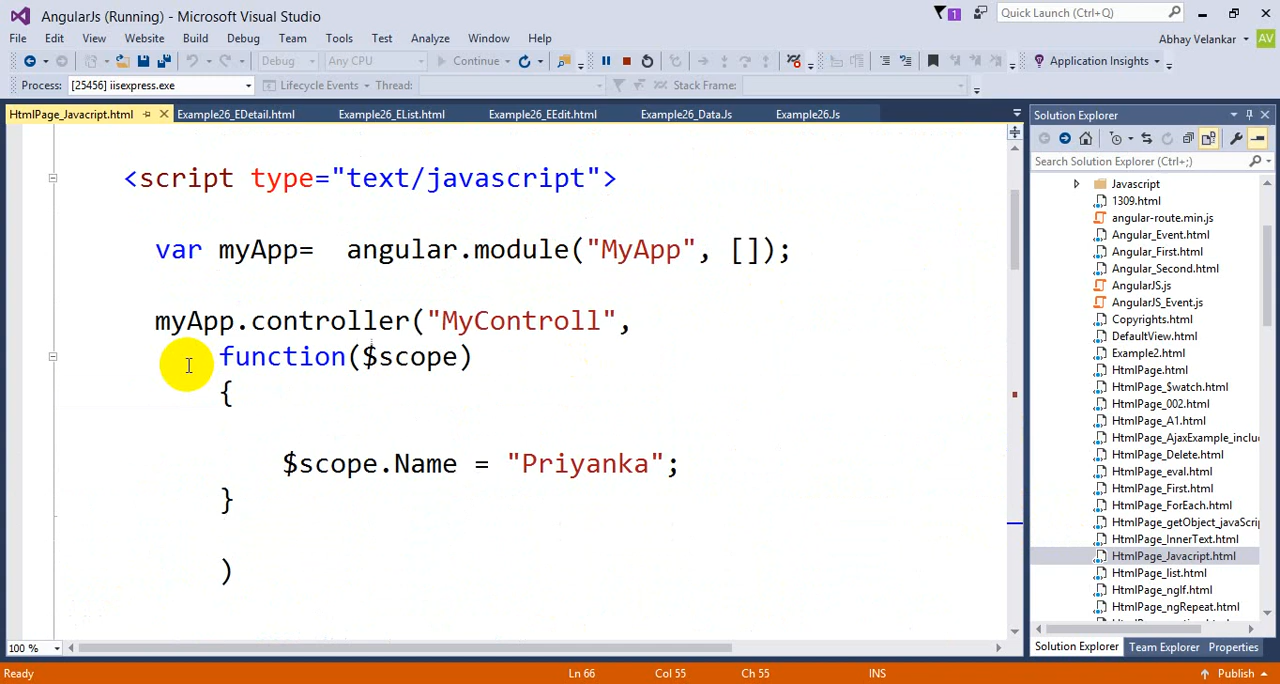 AngularJs (Running) - Microsoft Visual Studio
1
Quick Launch (Ctrl+Q)
File Edit View Website Build Debug Team Tools Test Analyze Window Help
Abhay Velankar AV
Debug Any CPU Continue Application Insights
Process: [25456] iisexpress.exe Lifecycle Events Thread: Stack Frame:
HtmlPage_Javacript.html Example26_EDetail.html Example26_EList.html Example26_EEdit.html Example26_Data.Js Example26.Js
<script type="text/javascript">
var myApp= angular.module("MyApp", []);
myApp.controller("MyControll",
function($scope)
{
$scope.Name = "Priyanka";
}
)
100 %
Solution Explorer
Search Solution Explorer (Ctrl+;)
Javascript
1309.html
angular-route.min.js
Angular_Event.html
Angular_First.html
Angular_Second.html
AngularJS.js
AngularJS_Event.js
Copyrights.html
DefaultView.html
Example2.html
HtmlPage.html
HtmlPage_$watch.html
HtmlPage_002.html
HtmlPage_A1.html
HtmlPage_AjaxExample_inclu
HtmlPage_Delete.html
HtmlPage_eval.html
HtmlPage_First.html
HtmlPage_ForEach.html
HtmlPage_getObject_javaScri
HtmlPage_InnerText.html
HtmlPage_Javacript.html
HtmlPage_list.html
HtmlPage_ngIf.html
HtmlPage_ngRepeat.html
Solution Explorer Team Explorer Properties
Ready Ln 66 Col 55 Ch 55 INS Publish